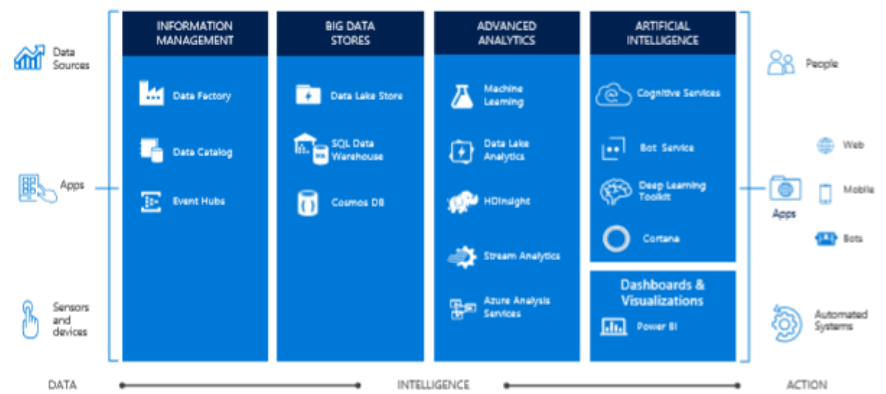 INFORMATION
MANAGEMENT
BIG DATA
STORES
ADVANCED
ANALYTICS
ARTIFICIAL
INTELLIGENCE
Data
Sources
Apps
Sensors
and
devices
Data Factory
Data Catalog
Event Hubs
Data Lake Store
SQL Data
Warehouse
Cosmos DB
Machine
Learning
Data Lake
Analytics
HDInsight
Stream Analytics
Azure Analysis
Services
Cognitive Services
Bot Service
Deep Learning
Toolkit
Cortana
Dashboards &
Visualizations
Power BI
People
Apps
Web
Mobile
Bots
Automated
Systems
DATA
INTELLIGENCE
ACTION